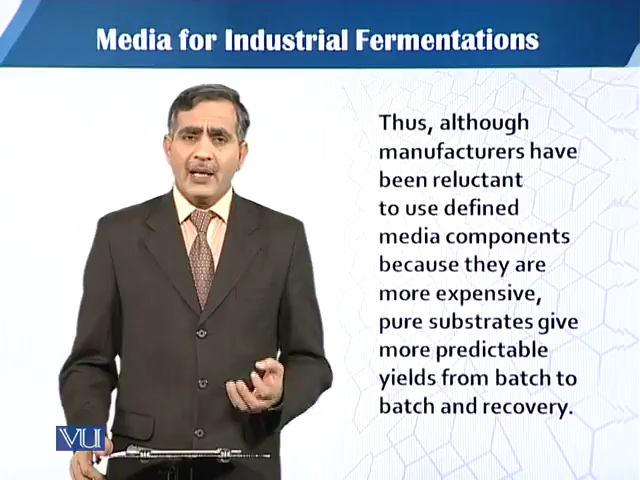 Media for Industrial Fermentations
Thus, although
manufacturers have
been reluctant
to use defined
media components
because they are
more expensive,
pure substrates give
more predictable
yields from batch to
batch and recovery.
VU